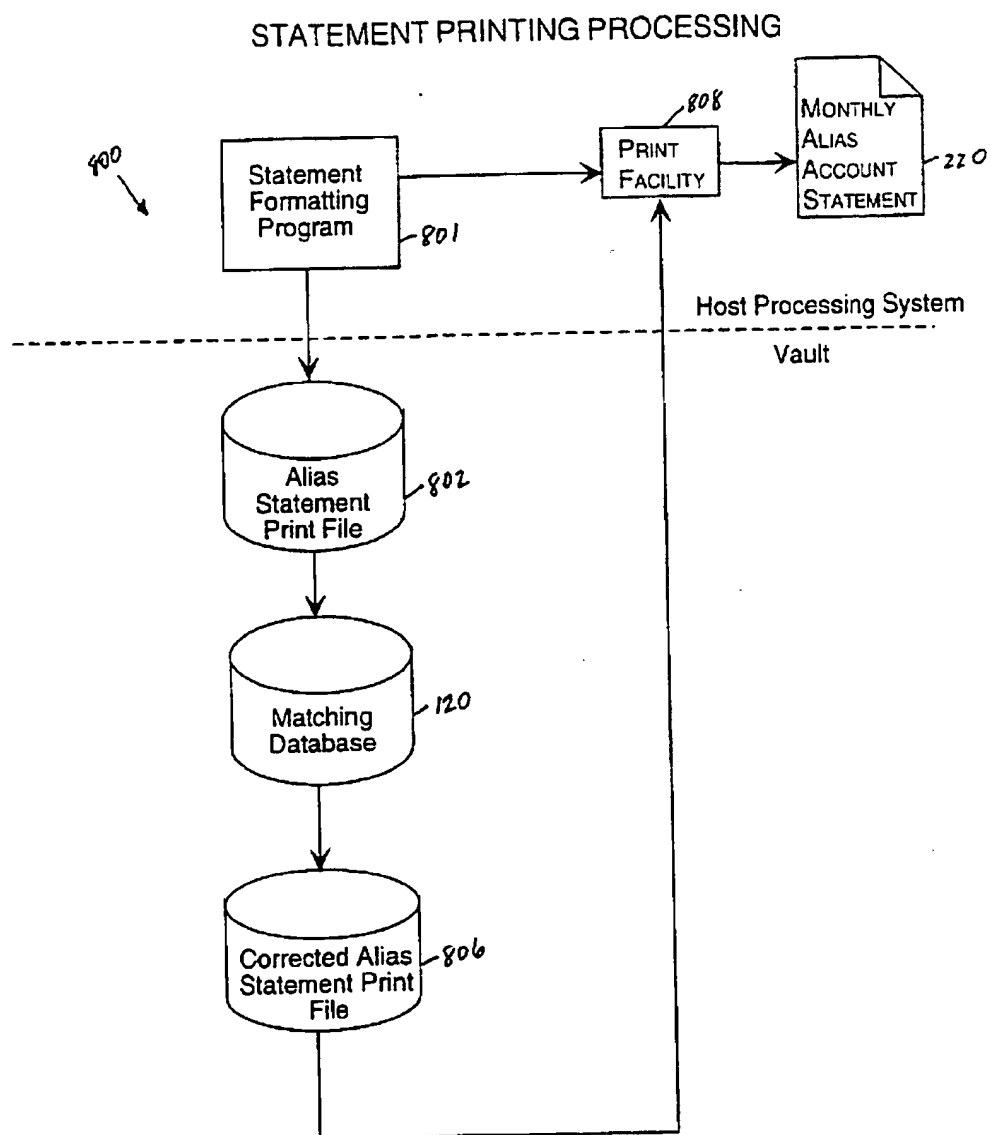 STATEMENT PRINTING PROCESSING
800
Statement
Formatting
Program
801
808
PRINT
FACILITY
MONTHLY
ALIAS
ACCOUNT
STATEMENT
220
Host Processing System
Vault
Alias
Statement
Print File
802
Matching
Database
120
Corrected Alias
Statement Print
File
806